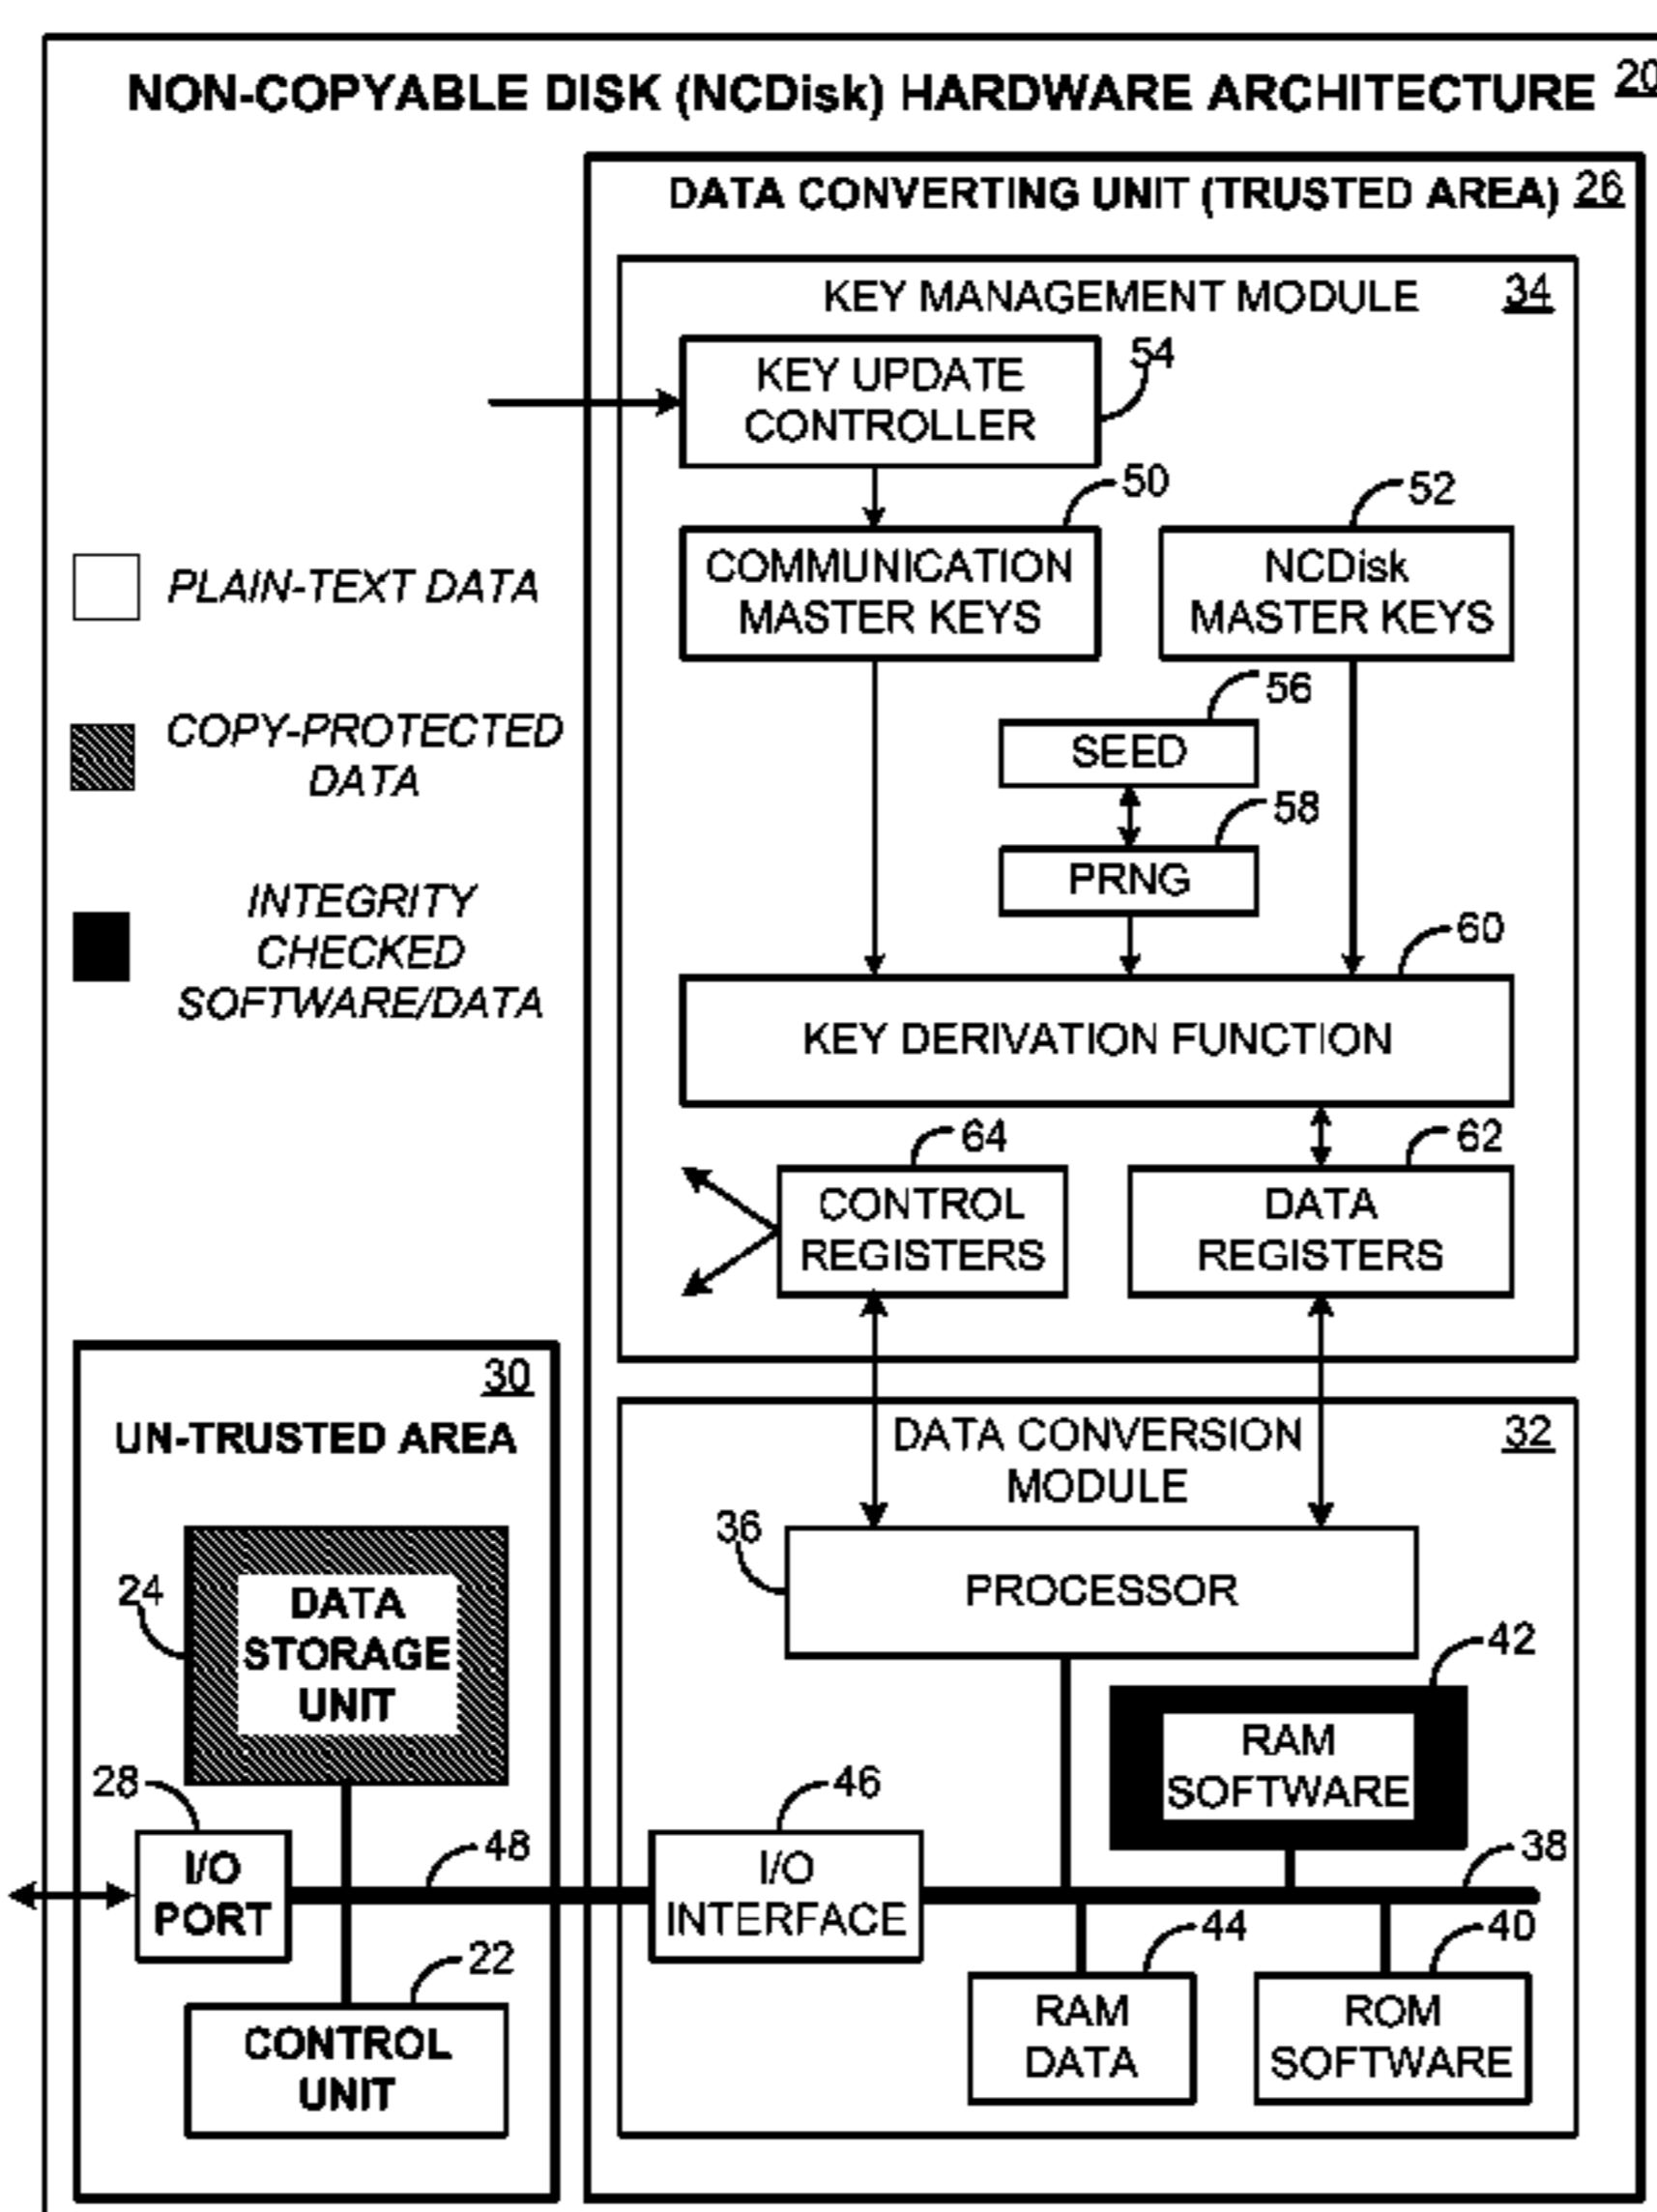 NON-COPYABLE DISK (NCDisk) HARDWARE ARCHITECTURE 20
DATA CONVERTING UNIT (TRUSTED AREA) 26
KEY MANAGEMENT MODULE 34
KEY UPDATE
CONTROLLER
54
50
52
COMMUNICATION
MASTER KEYS
NCDisk
MASTER KEYS
PLAIN-TEXT DATA
COPY-PROTECTED
DATA
INTEGRITY
CHECKED
SOFTWARE/DATA
56
SEED
58
PRNG
60
KEY DERIVATION FUNCTION
64
62
CONTROL
REGISTERS
DATA
REGISTERS
30
UN-TRUSTED AREA
24
DATA
STORAGE
UNIT
28
I/O
PORT
48
22
CONTROL
UNIT
DATA CONVERSION
MODULE
32
36
PROCESSOR
42
RAM
SOFTWARE
46
I/O
INTERFACE
38
44
40
RAM
DATA
ROM
SOFTWARE